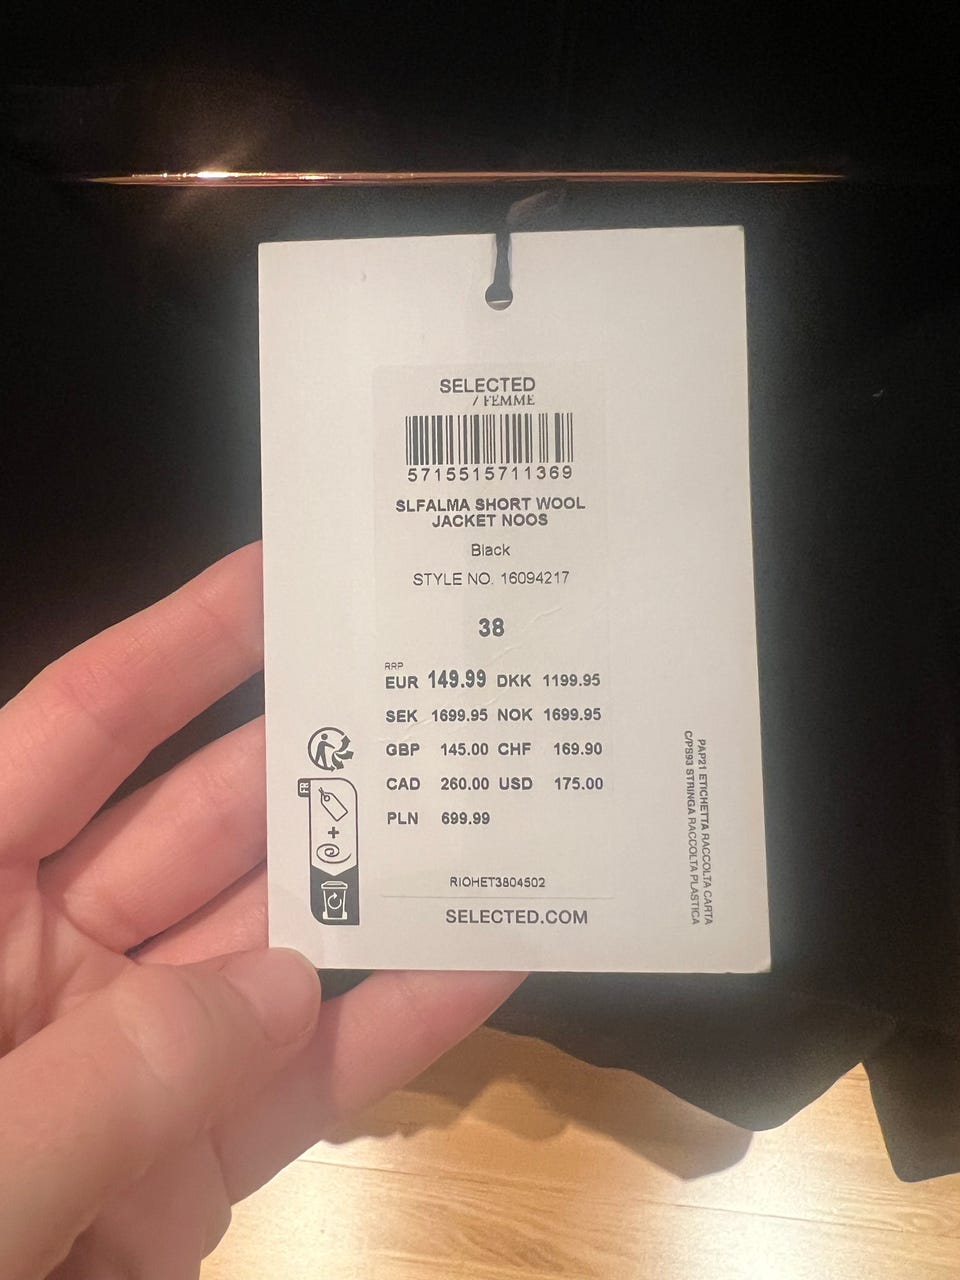 SELECTED
/ FEMME
5715515711369
SLFALMA SHORT WOOL
JACKET NOOS
Black
STYLE NO. 16094217
38
RRP
EUR 149.99 DKK 1199.95
SEK 1699.95 NOK 1699.95
GBP 145.00 CHF 169.90
CAD 260.00 USD 175.00
PLN 699.99
FR
+
RIOHET3804502
SELECTED.COM
PAP21 ETICHETTA RACCOLTA CARTA
C/PS93 STRINGA RACCOLTA PLASTICA